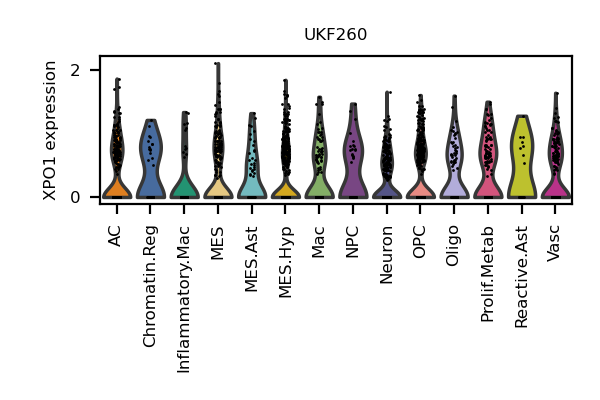 UKF260
XPO1 expression
2
0
AC
Chromatin.Reg
Inflammatory.Mac
MES
MES.Ast
MES.Hyp
Mac
NPC
Neuron
OPC
Oligo
Prolif.Metab
Reactive.Ast
Vasc